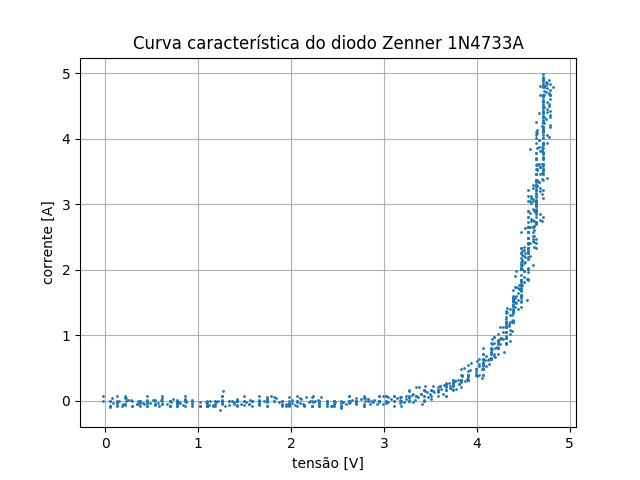 Curva característica do diodo Zenner 1N4733A
5
4
3
2
1
0
corrente [A]
0 1 2 3 4 5
tensão [V]